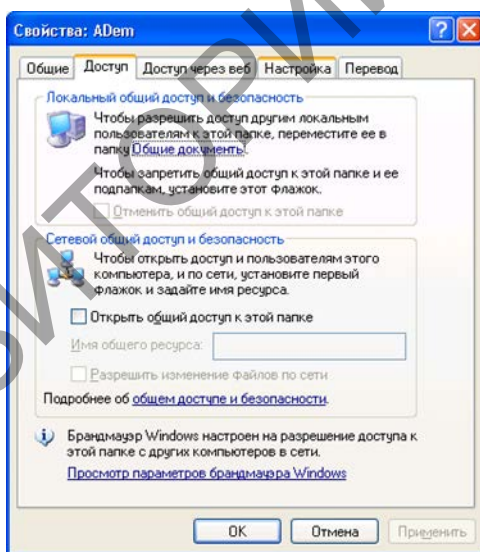 Свойства: ADem
Общие Доступ Доступ через веб Настройка Перевод
Локальный общий доступ и безопасность
Чтобы разрешить доступ другим локальным
пользователям к этой папке, переместите ее в
папку Общие документы.
Чтобы запретить общий доступ к этой папке и ее
подпапкам, установите этот флажок.
Отменить общий доступ к этой папке
Сетевой общий доступ и безопасность
Чтобы открыть доступ и пользователям этого
компьютера, и по сети, установите первый
флажок и задайте имя ресурса.
Открыть общий доступ к этой папке
Имя общего ресурса:
Разрешить изменение файлов по сети
Подробнее об общем доступе и безопасности.
Брандмауэр Windows настроен на разрешение доступа к
этой папке с других компьютеров в сети.
Просмотр параметров брандмауэра Windows
OK Отмена Применить